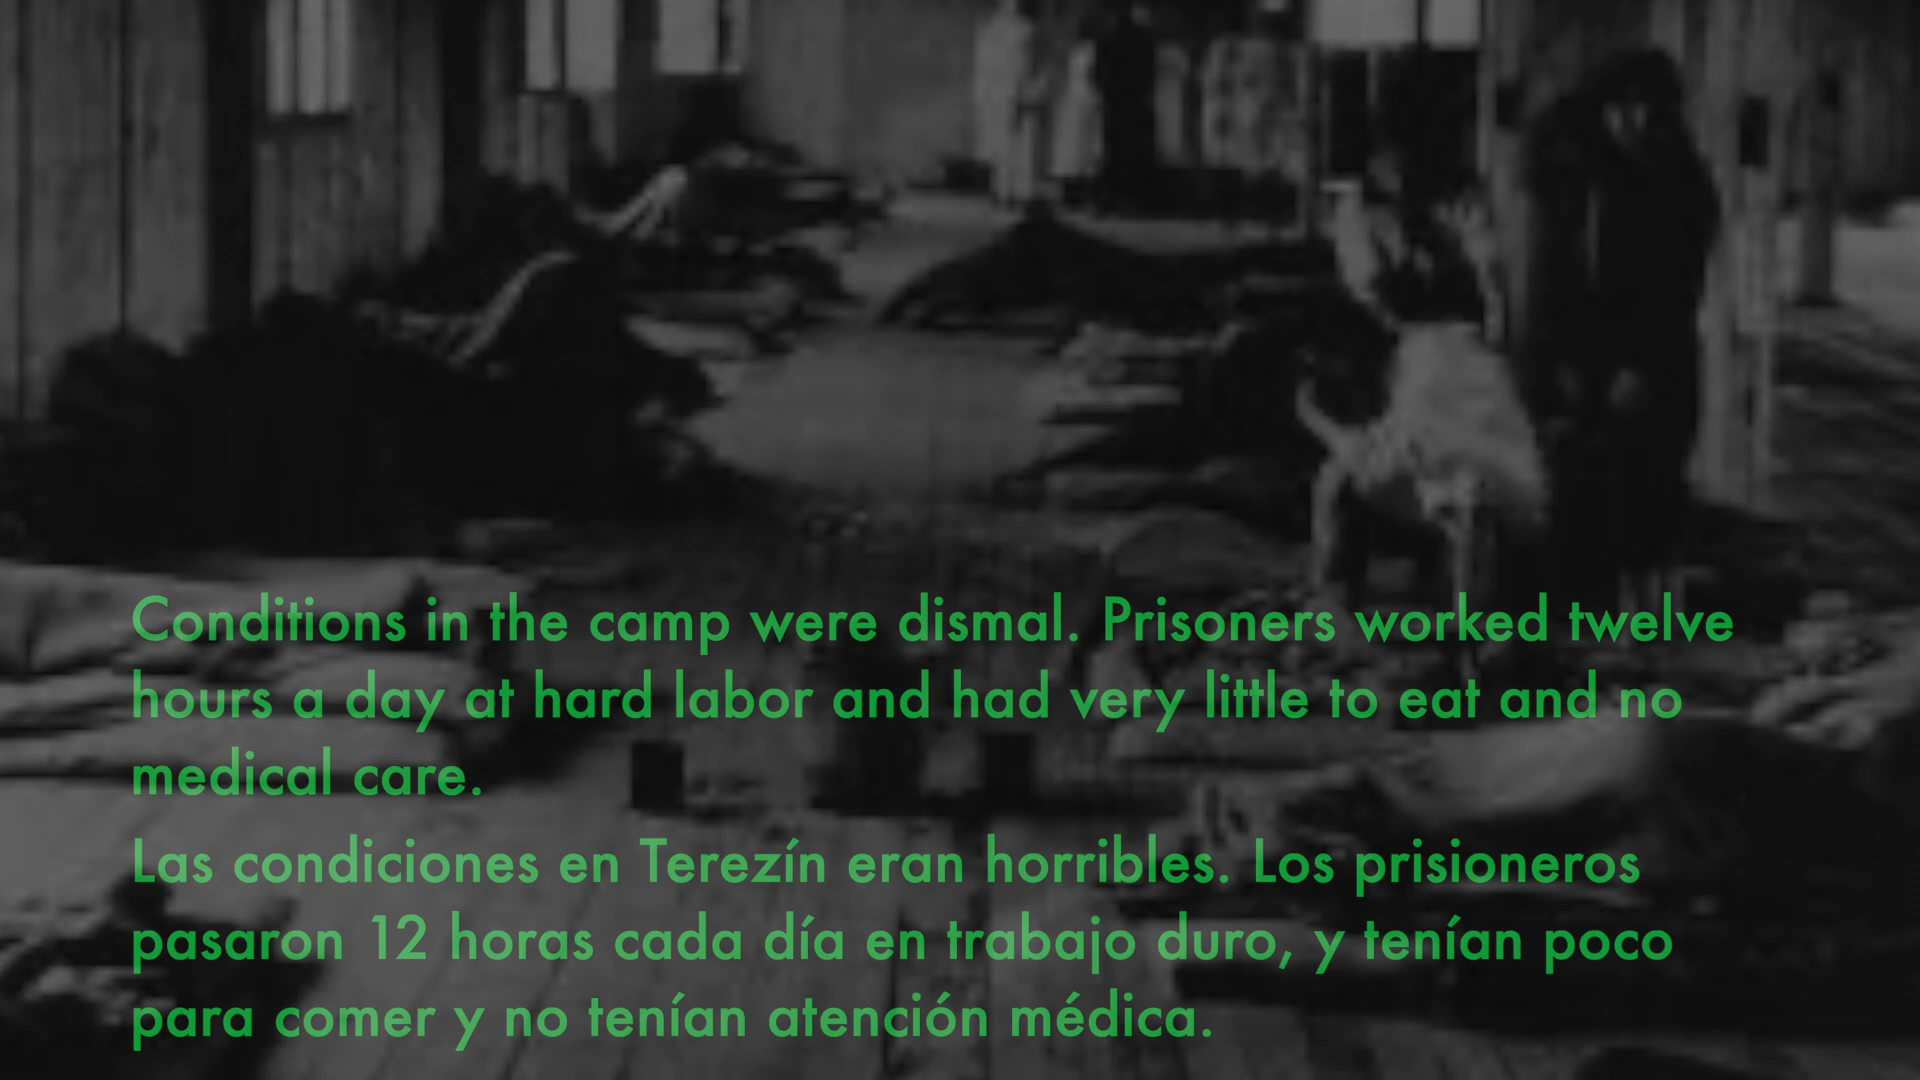 Conditions in the camp were dismal. Prisoners worked twelve
hours a day at hard labor and had very little to eat and no
medical care.
Las condiciones en Terezín eran horribles. Los prisioneros
pasaron 12 horas cada día en trabajo duro, y tenían poco
para comer y no tenían atención médica.